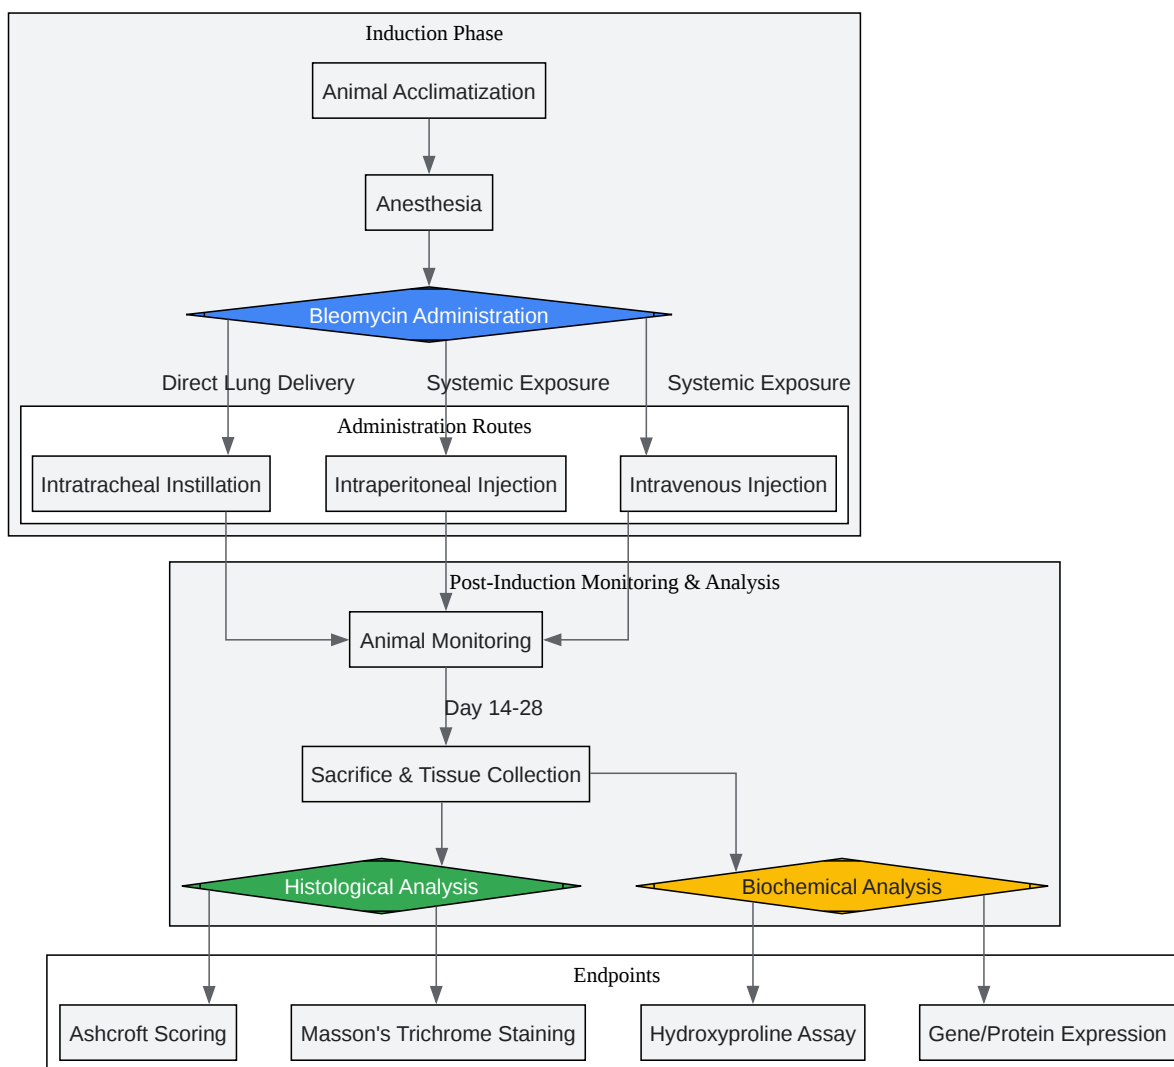 Induction Phase
Animal Acclimatization
Anesthesia
Bleomycin Administration
Direct Lung Delivery
Systemic Exposure
Systemic Exposure
Administration Routes
Intratracheal Instillation
Intraperitoneal Injection
Intravenous Injection
Post-Induction Monitoring & Analysis
Animal Monitoring
Day 14-28
Sacrifice & Tissue Collection
Histological Analysis
Biochemical Analysis
Endpoints
Ashcroft Scoring
Masson's Trichrome Staining
Hydroxyproline Assay
Gene/Protein Expression